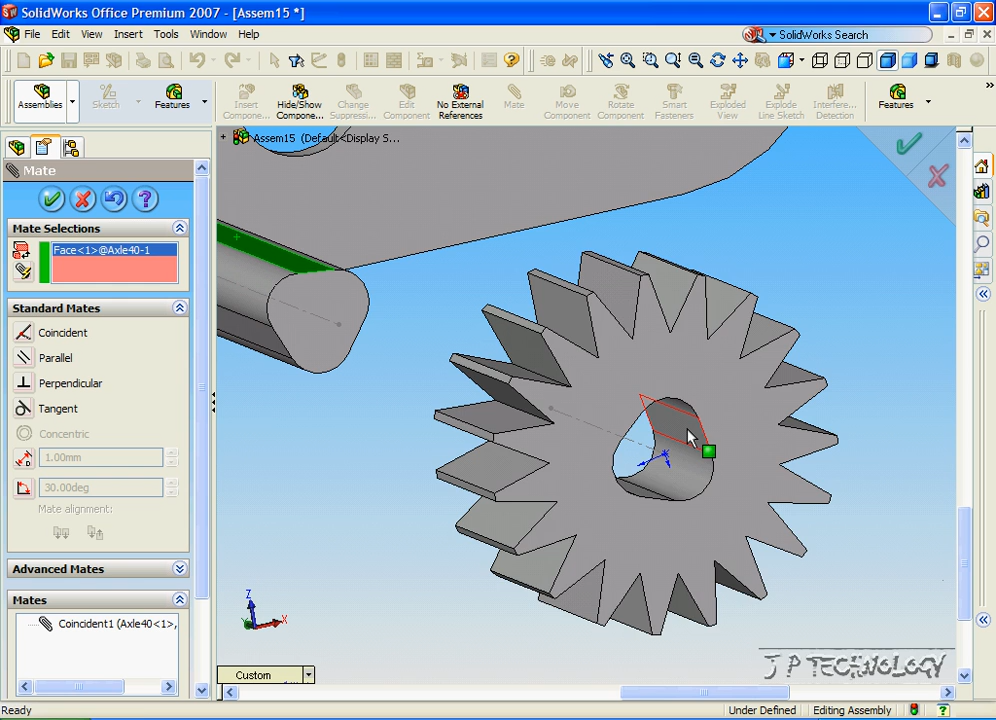 SolidWorks Office Premium 2007 - [Assem15 *]
File Edit View Insert Tools Window Help
SolidWorks Search
Assemblies
Sketch
Features
Insert Compone...
Hide/Show Compone...
Change Suppressi...
Edit Component
No External References
Mate
Move Component
Rotate Component
Smart Fasteners
Exploded View
Explode Line Sketch
Interfere... Detection
Features
Assem15 (Default<Display S...
Mate
Mate Selections
Face<1>@Axle40-1
Standard Mates
Coincident
Parallel
Perpendicular
Tangent
Concentric
1.00mm
30.00deg
Mate alignment:
Advanced Mates
Mates
Coincident1 (Axle40<1>,
Z
X
J P TECHNOLOGY
Custom
Ready
Under Defined
Editing Assembly